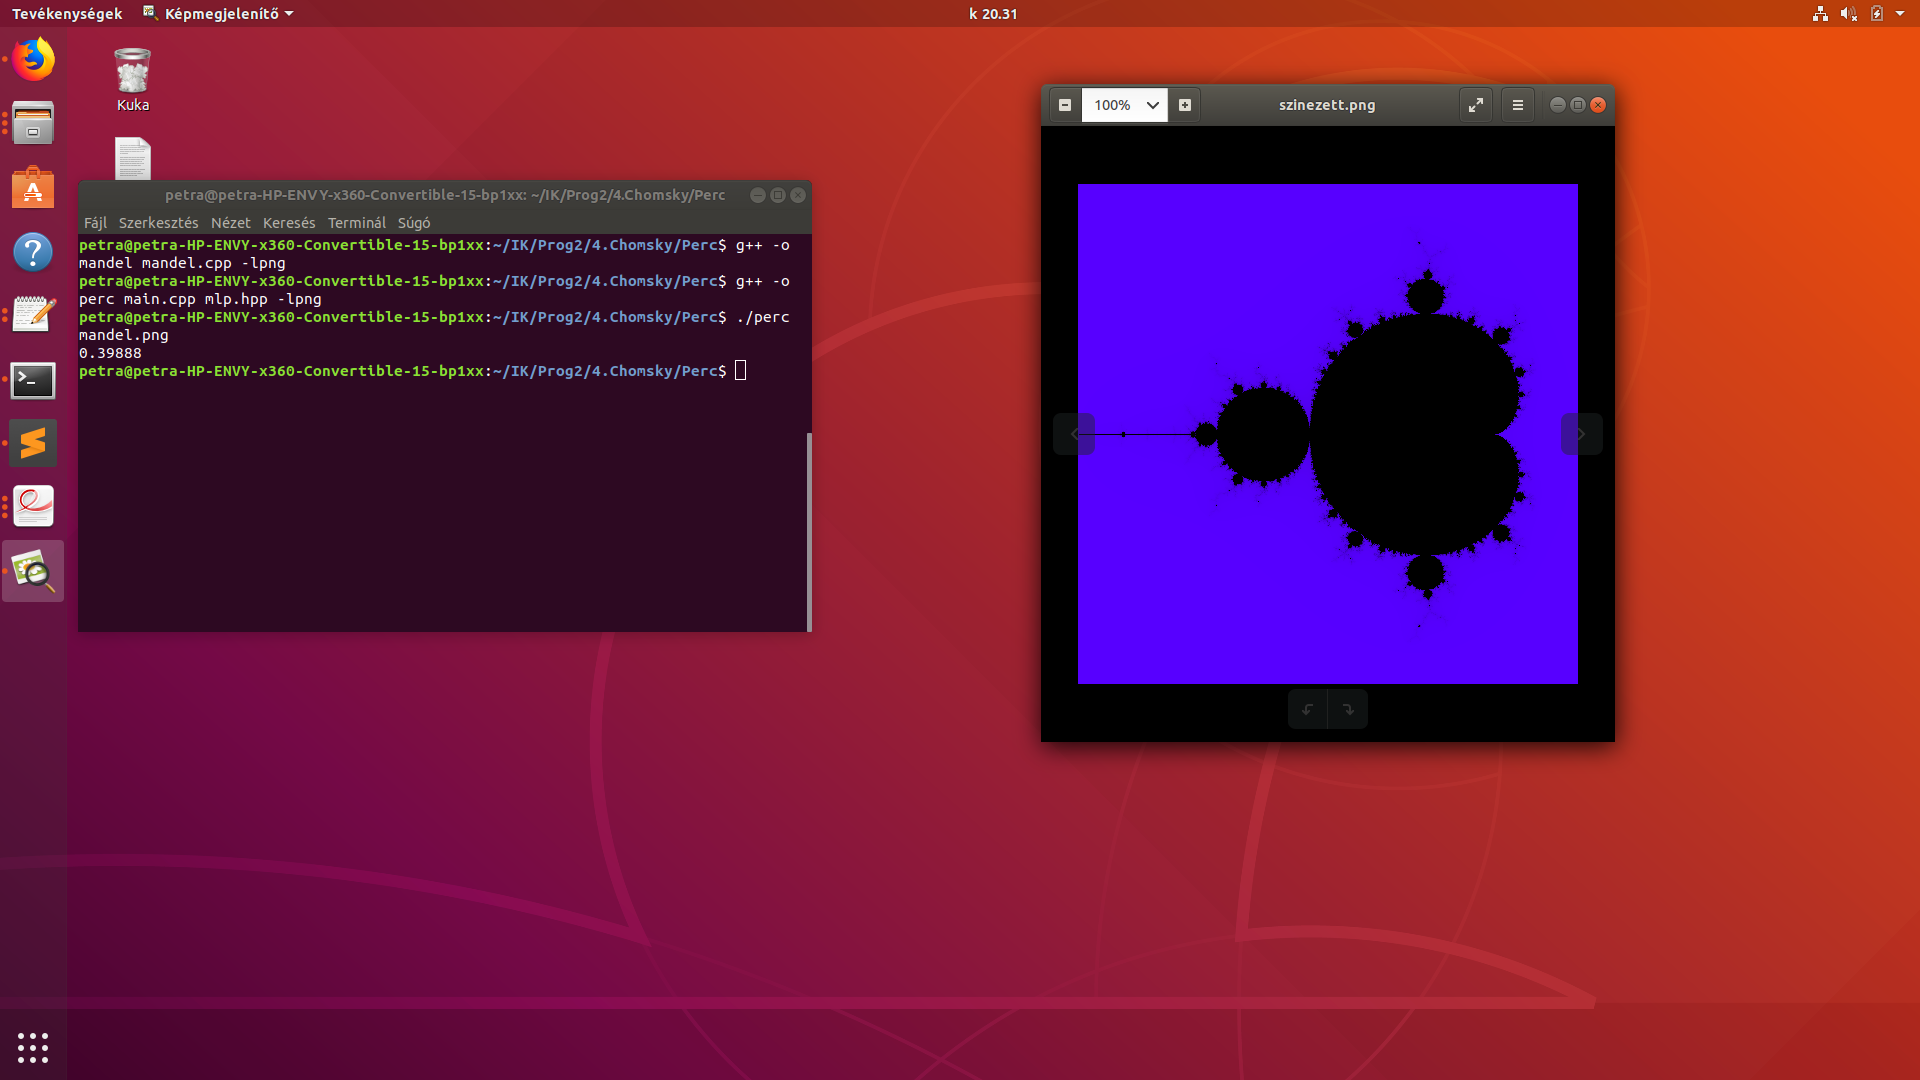 Tevékenységek Képmegjelenítő k 20.31
Kuka
100% szinezett.png
petra@petra-HP-ENVY-x360-Convertible-15-bp1xx: ~/IK/Prog2/4.Chomsky/Perc
Fájl Szerkesztés Nézet Keresés Terminál Súgó
petra@petra-HP-ENVY-x360-Convertible-15-bp1xx:~/IK/Prog2/4.Chomsky/Perc$ g++ -o
mandel mandel.cpp -lpng
petra@petra-HP-ENVY-x360-Convertible-15-bp1xx:~/IK/Prog2/4.Chomsky/Perc$ g++ -o
perc main.cpp mlp.hpp -lpng
petra@petra-HP-ENVY-x360-Convertible-15-bp1xx:~/IK/Prog2/4.Chomsky/Perc$ ./perc
mandel.png
0.39888
petra@petra-HP-ENVY-x360-Convertible-15-bp1xx:~/IK/Prog2/4.Chomsky/Perc$